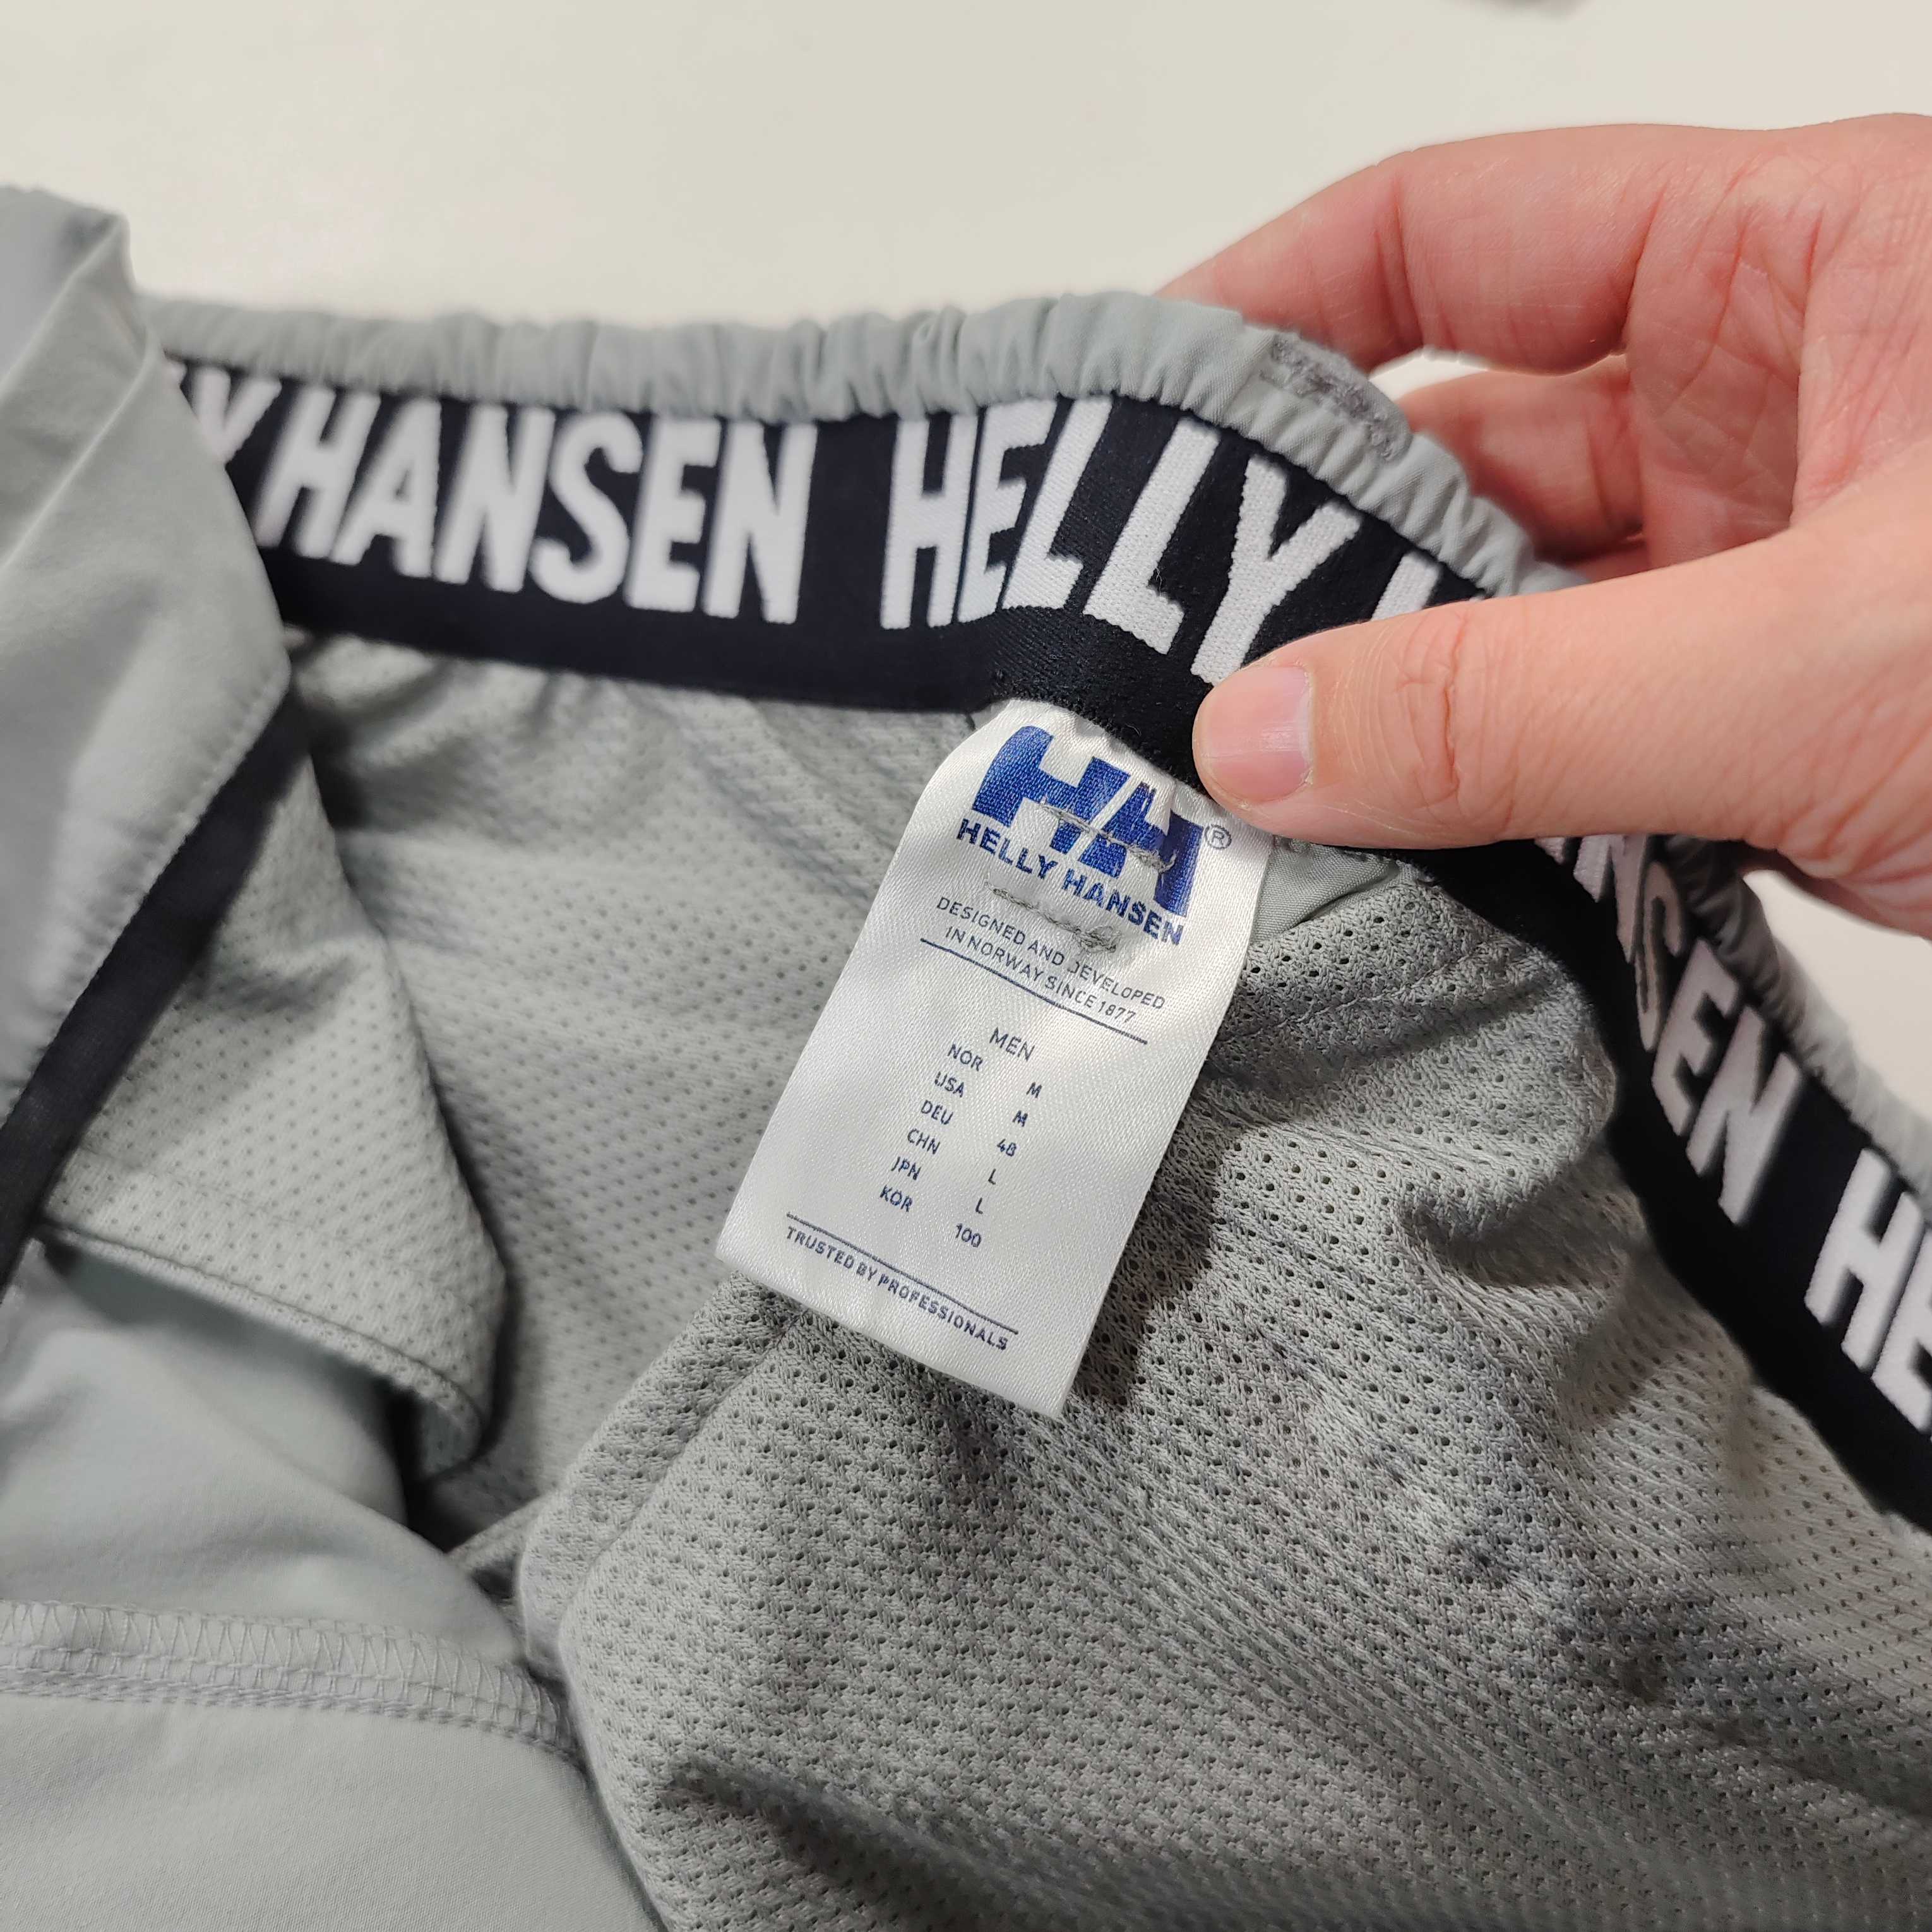 Y HANSEN HELLY
HH®
HELLY HANSEN
DESIGNED AND DEVELOPED
IN NORWAY SINCE 1877
MEN
NOR M
USA M
DEU 48
CHN L
JPN L
KOR 100
TRUSTED BY PROFESSIONALS
NSEN HE